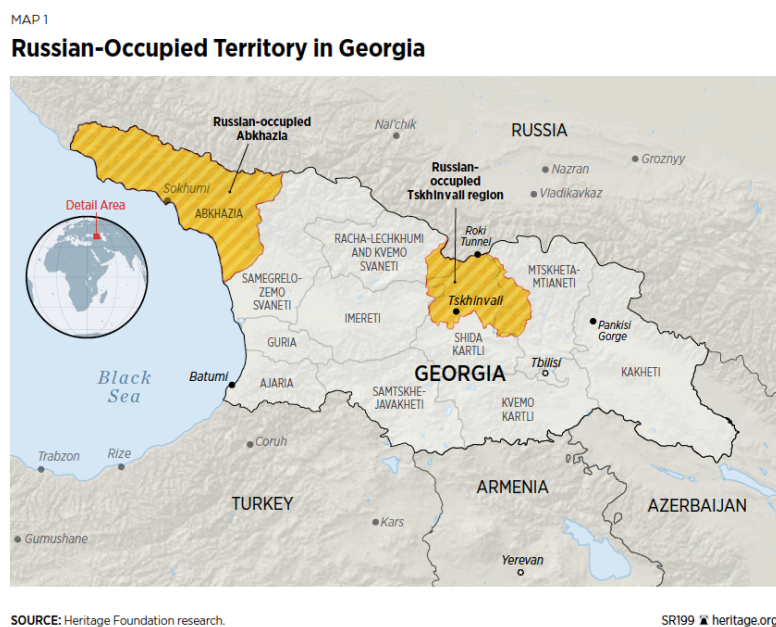 MAP 1
Russian-Occupied Territory in Georgia
Russian-occupied
Abkhazia
Nal'chik
RUSSIA
Groznyy
Nazran
Russian-
occupied
Tskhinvali region
Vladikavkaz
Sokhumi
Detail Area
ABKHAZIA
Roki
Tunnel
RACHA-LECHKHUMI
AND KVEMO
SVANETI
MTSKHETA-
MTIANETI
SAMEGRELO-
ZEMO
SVANETI
Tskhinvali
IMERETI
Pankisi
Gorge
GURIA
SHIDA
KARTLI
Tbilisi
Black
Sea
Batumi
AJARIA
GEORGIA
KAKHETI
SAMTSKHE-
JAVAKHETI
KVEMO
KARTLI
Coruh
Trabzon
Rize
TURKEY
ARMENIA
AZERBAIJAN
Kars
Gumushane
Yerevan
SOURCE: Heritage Foundation research.
SR199 heritage.org